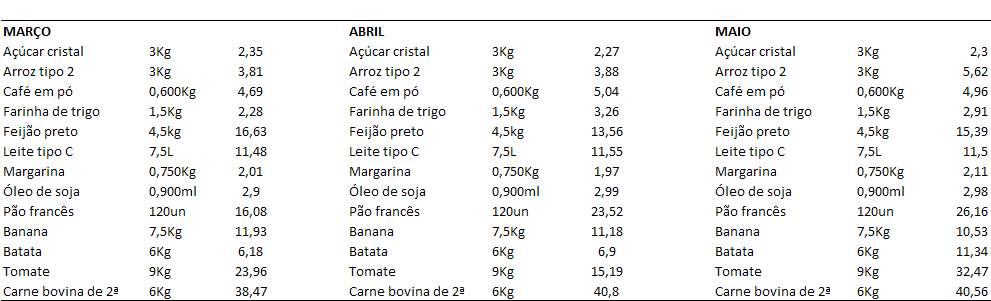 MARÇO ABRIL MAIO
Açúcar cristal 3Kg 2,35 Açúcar cristal 3Kg 2,27 Açúcar cristal 3Kg 2,3
Arroz tipo 2 3Kg 3,81 Arroz tipo 2 3Kg 3,88 Arroz tipo 2 3Kg 5,62
Café em pó 0,600Kg 4,69 Café em pó 0,600Kg 5,04 Café em pó 0,600Kg 4,96
Farinha de trigo 1,5Kg 2,28 Farinha de trigo 1,5Kg 3,26 Farinha de trigo 1,5Kg 2,91
Feijão preto 4,5kg 16,63 Feijão preto 4,5kg 13,56 Feijão preto 4,5kg 15,39
Leite tipo C 7,5L 11,48 Leite tipo C 7,5L 11,55 Leite tipo C 7,5L 11,5
Margarina 0,750Kg 2,01 Margarina 0,750Kg 1,97 Margarina 0,750Kg 2,11
Óleo de soja 0,900ml 2,9 Óleo de soja 0,900ml 2,99 Óleo de soja 0,900ml 2,98
Pão francês 120un 16,08 Pão francês 120un 23,52 Pão francês 120un 26,16
Banana 7,5Kg 11,93 Banana 7,5Kg 11,18 Banana 7,5Kg 10,53
Batata 6Kg 6,18 Batata 6Kg 6,9 Batata 6Kg 11,34
Tomate 9Kg 23,96 Tomate 9Kg 15,19 Tomate 9Kg 32,47
Carne bovina de 2ª 6Kg 38,47 Carne bovina de 2ª 6Kg 40,8 Carne bovina de 2ª 6Kg 40,56